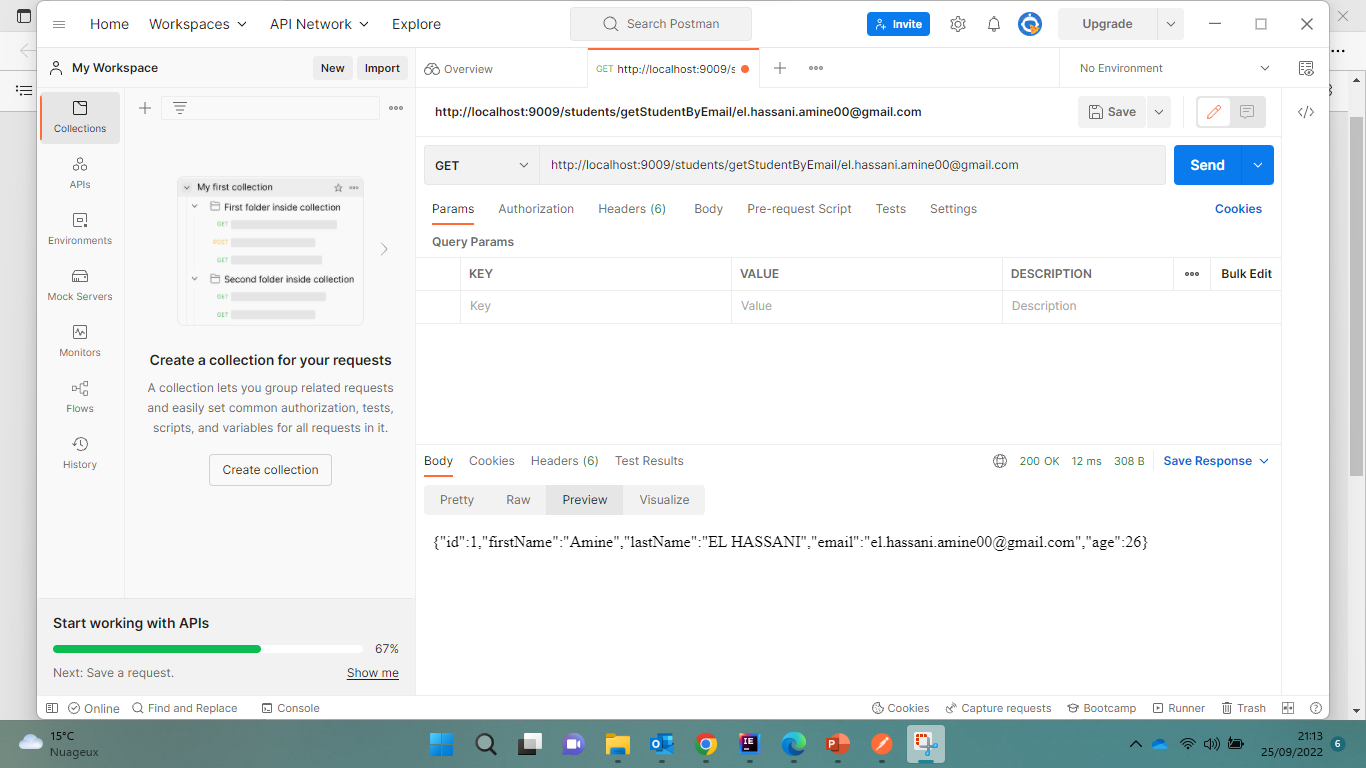 Home Workspaces API Network Explore Search Postman Invite Upgrade
My Workspace New Import Overview GET http://localhost:9009/s No Environment
Collections
APIs
Environments
Mock Servers
Monitors
Flows
History
My first collection
First folder inside collection
GET
POST
GET
Second folder inside collection
GET
GET
Create a collection for your requests
A collection lets you group related requests
and easily set common authorization, tests,
scripts, and variables for all requests in it.
Create collection
Start working with APIs
67%
Next: Save a request. Show me
http://localhost:9009/students/getStudentByEmail/el.hassani.amine00@gmail.com Save
GET http://localhost:9009/students/getStudentByEmail/el.hassani.amine00@gmail.com Send
Params Authorization Headers (6) Body Pre-request Script Tests Settings Cookies
Query Params
KEY VALUE DESCRIPTION Bulk Edit
Key Value Description
Body Cookies Headers (6) Test Results 200 OK 12 ms 308 B Save Response
Pretty Raw Preview Visualize
{"id":1,"firstName":"Amine","lastName":"EL HASSANI","email":"el.hassani.amine00@gmail.com","age":26}
Online Find and Replace Console Cookies Capture requests Bootcamp Runner Trash
15°C
Nuageux
21:13
25/09/2022
6